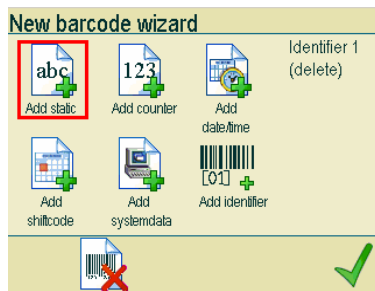 New barcode wizard
Identifier 1
(delete)
abc
123
Add static
Add counter
Add
date/time
[01]
Add
shiftcode
Add
systemdata
Add identifier